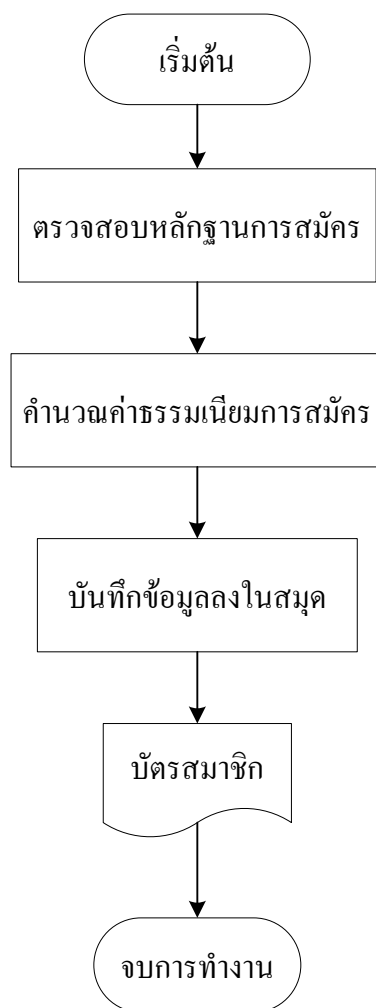 เริ่มต้น
ตรวจสอบหลักฐานการสมัคร
คำนวณค่าธรรมเนียมการสมัคร
บันทึกข้อมูลลงในสมุด
บัตรสมาชิก
จบการทำงาน